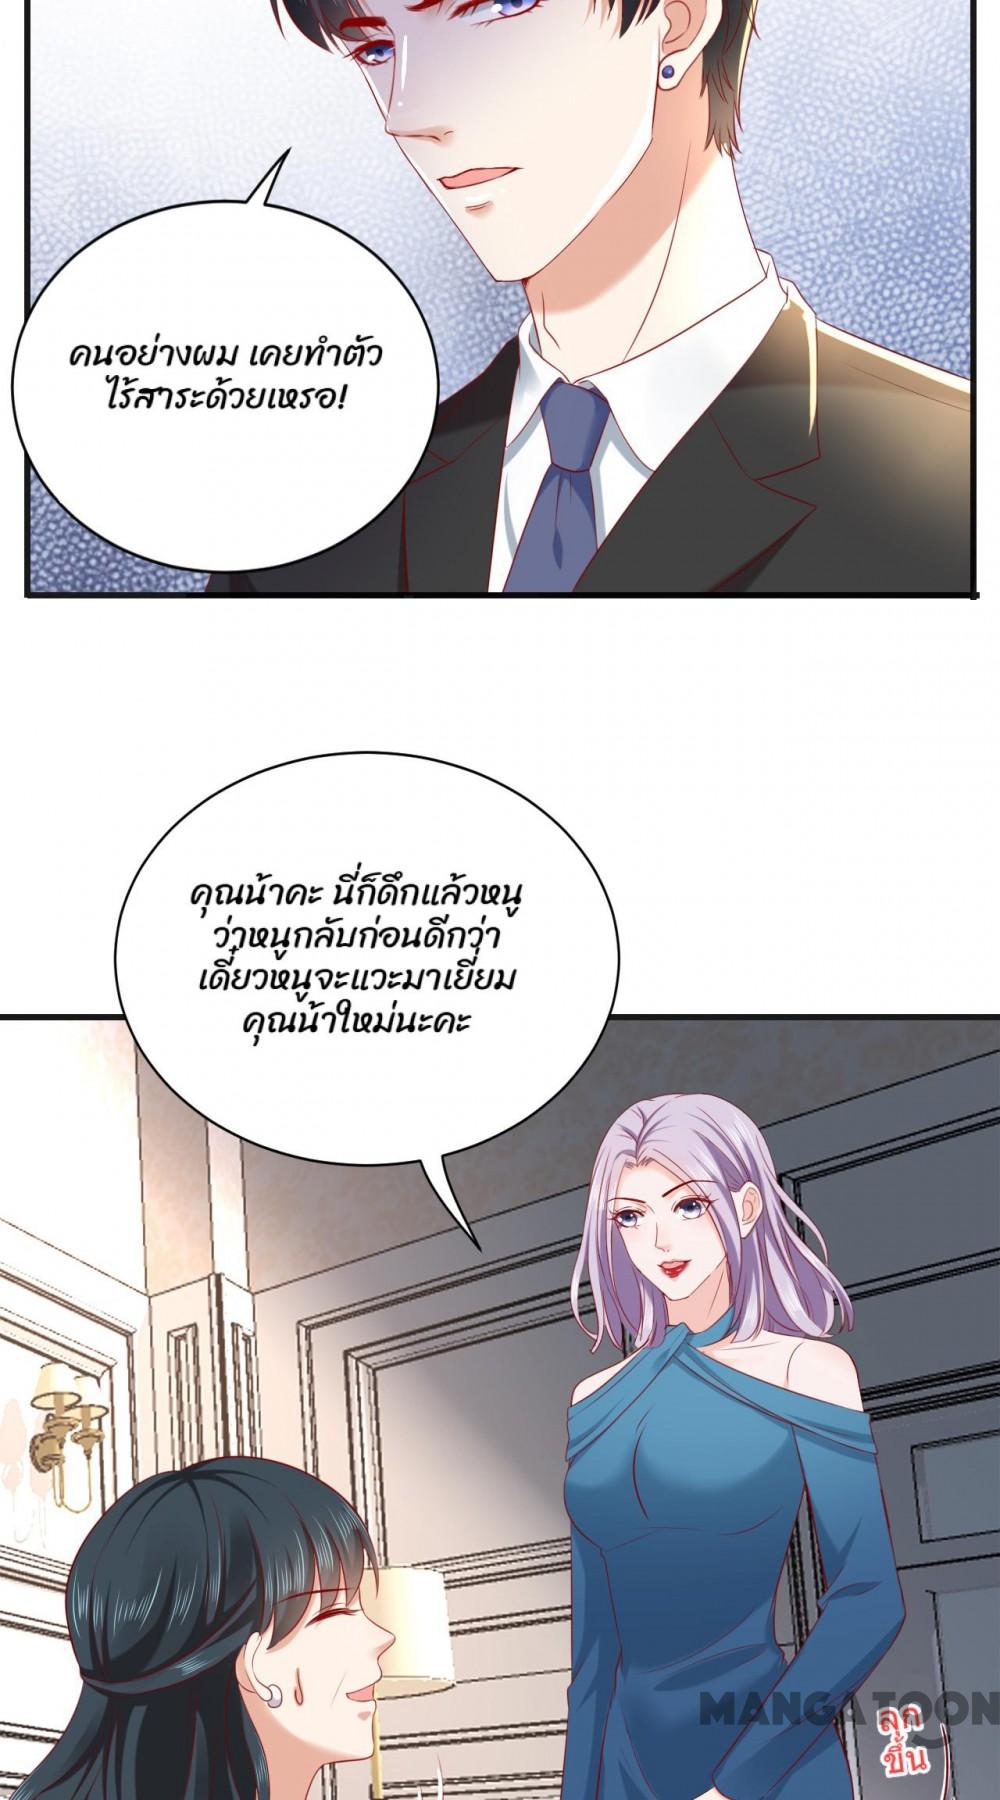 คนอย่างผม เคยทำตัว
ไร้สาระด้วยเหรอ!
คุณน้าคะ นี่ก็ดึกแล้วหนู
ว่าหนูกลับก่อนดีกว่า
เดี๋ยวหนูจะแวะมาเยี่ยม
คุณน้าใหม่นะคะ
MANGATOON
ลุก
ขึ้น